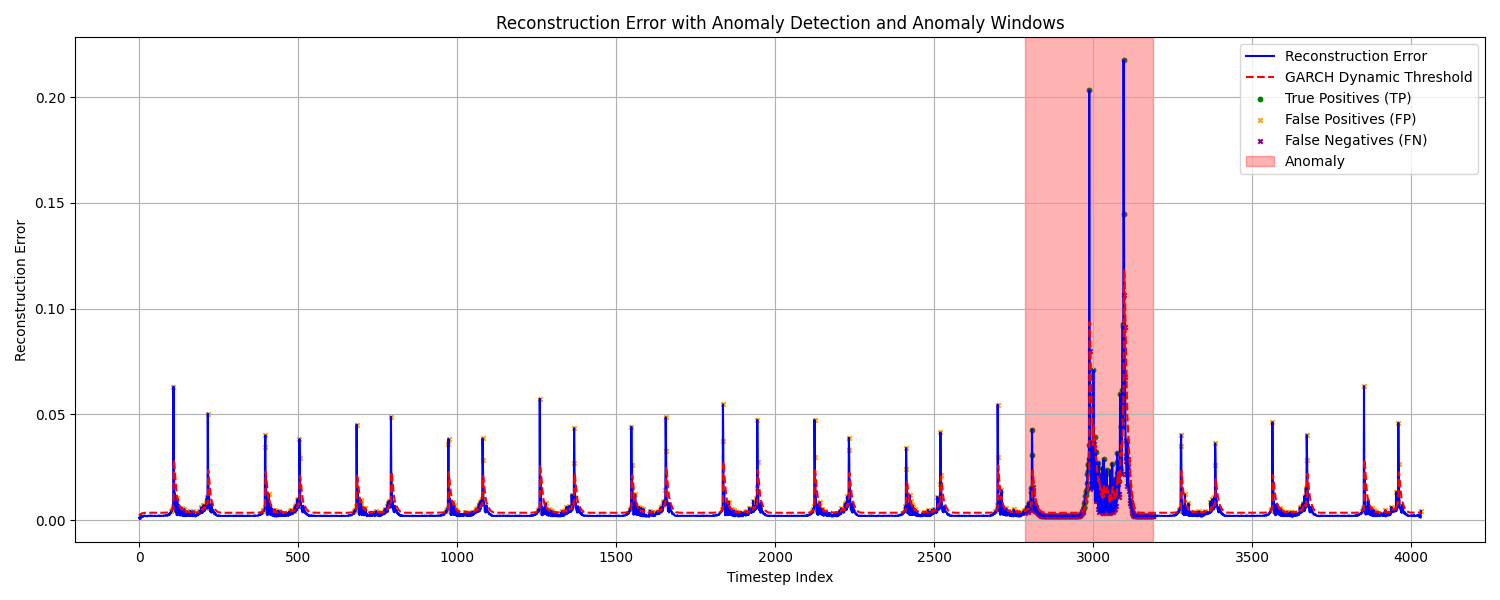 Reconstruction Error with Anomaly Detection and Anomaly Windows
Reconstruction Error
GARCH Dynamic Threshold
True Positives (TP)
False Positives (FP)
False Negatives (FN)
Anomaly
Reconstruction Error
0.20
0.15
0.10
0.05
0.00
0 500 1000 1500 2000 2500 3000 3500 4000
Timestep Index